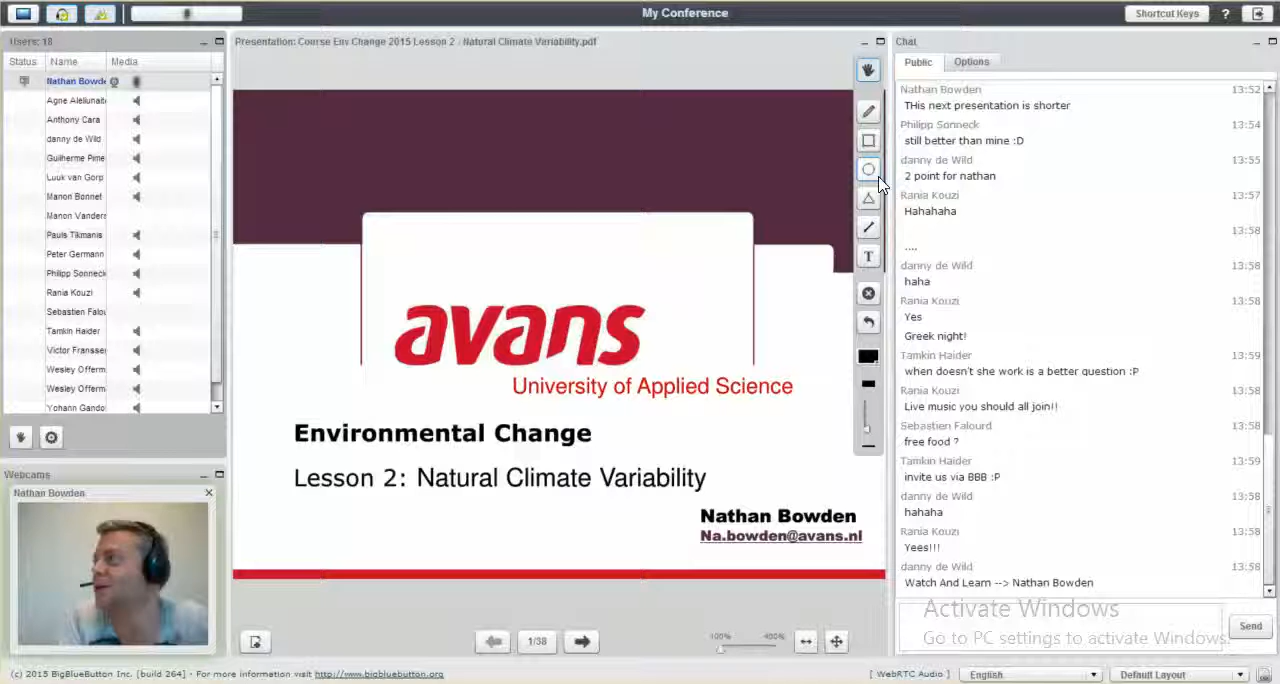 My Conference
Shortcut Keys
?
Users: 18
Status Name Media
Nathan Bowde
Agne Aleliunait
Anthony Cara
danny de Wild
Guilherme Pime
Luuk van Gorp
Manon Bonnet
Manon Vanders
Pauls Tikmanis
Peter Germann
Philipp Sonneck
Rania Kouzi
Sebastien Falou
Tamkin Haider
Victor Franssen
Wesley Offerm
Wesley Offerm
Yohann Gando
Webcams
Nathan Bowden
Presentation: Course Env Change 2015 Lesson 2 - Natural Climate Variability.pdf
avans
University of Applied Science
Environmental Change
Lesson 2: Natural Climate Variability
Nathan Bowden
Na.bowden@avans.nl
T
1/38
100% 400%
Chat
Public Options
Nathan Bowden 13:52
THis next presentation is shorter
Philipp Sonneck 13:54
still better than mine :D
danny de Wild 13:55
2 point for nathan
Rania Kouzi 13:57
Hahahaha
13:58
....
danny de Wild 13:58
haha
Rania Kouzi 13:58
Yes
Greek night!
Tamkin Haider 13:59
when doesn't she work is a better question :P
Rania Kouzi 13:58
Live music you should all join!!
Sebastien Falourd 13:58
free food ?
Tamkin Haider 13:59
invite us via BBB :P
danny de Wild 13:58
hahaha
Rania Kouzi 13:58
Yees!!!
danny de Wild 13:58
Watch And Learn --> Nathan Bowden
Activate Windows
Go to PC settings to activate Windows.
Send
(c) 2015 BigBlueButton Inc. [build 264] - For more information visit http://www.bigbluebutton.org
[ WebRTC Audio ] English Default Layout